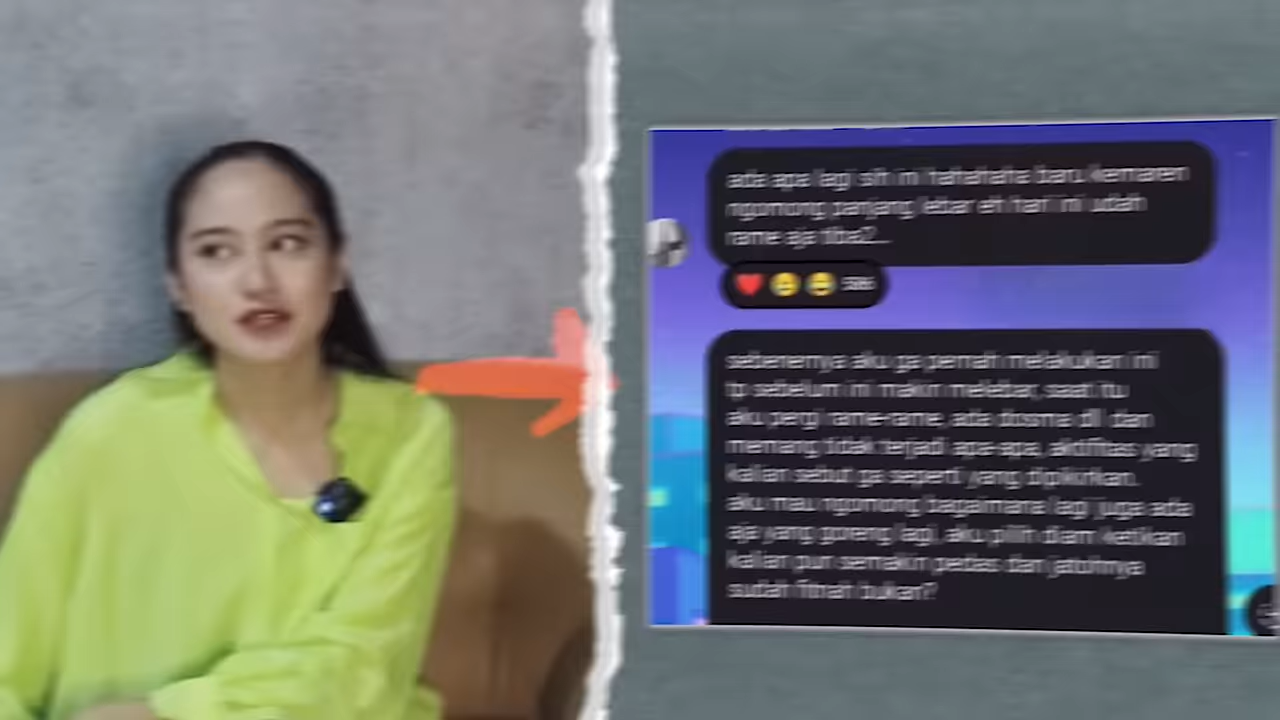 ada apa lagi sih ni hahahaha baru kemaren
ngomong panjang lebar eh hari ini udah
rame aja tiba2...
sebenernya aku ga pernah melakukan ini
tp sebelum ini makin melebar, saat itu
aku pergi rame-rame, ada dosma dll dan
memang tidak terjadi apa-apa, aktifitas yang
kalian sebut ga seperti yang dipikirkan.
aku mau ngomong bagaimana lagi juga ada
aja yang goreng lagi, aku pilih diam ketikan
kalian pun semakin pedas dan jatuhnya
sudah fitnah bukan?